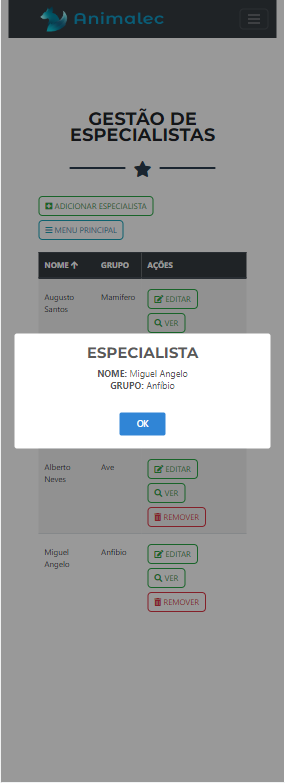 Animalec
GESTÃO DE
ESPECIALISTAS
ADICIONAR ESPECIALISTA
MENU PRINCIPAL
NOME GRUPO AÇÕES
Augusto Mamífero EDITAR
Santos
VER
ESPECIALISTA
NOME: Miguel Angelo
GRUPO: Anfíbio
OK
Alberto Ave EDITAR
Neves
VER
REMOVER
Miguel Anfíbio EDITAR
Angelo
VER
REMOVER